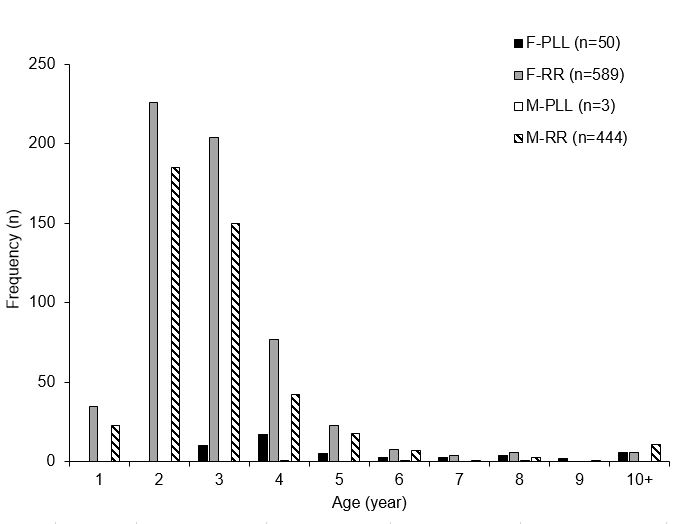 F-PLL (n=50)
F-RR (n=589)
M-PLL (n=3)
M-RR (n=444)
250
200
150
100
50
0
Frequency (n)
1 2 3 4 5 6 7 8 9 10+
Age (year)